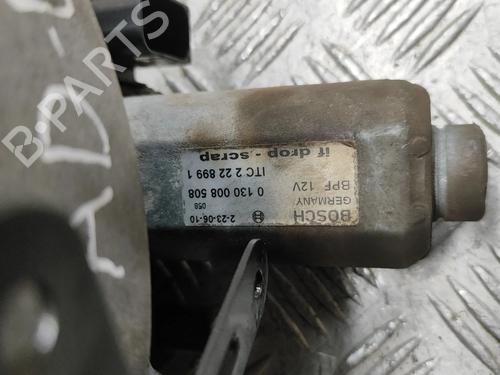 BOSCH
GERMANY
BPF 12V
2-23-06-10
058
0 130 008 508
ITC 2 22 699 1
if drop - scrap
B-PARTS